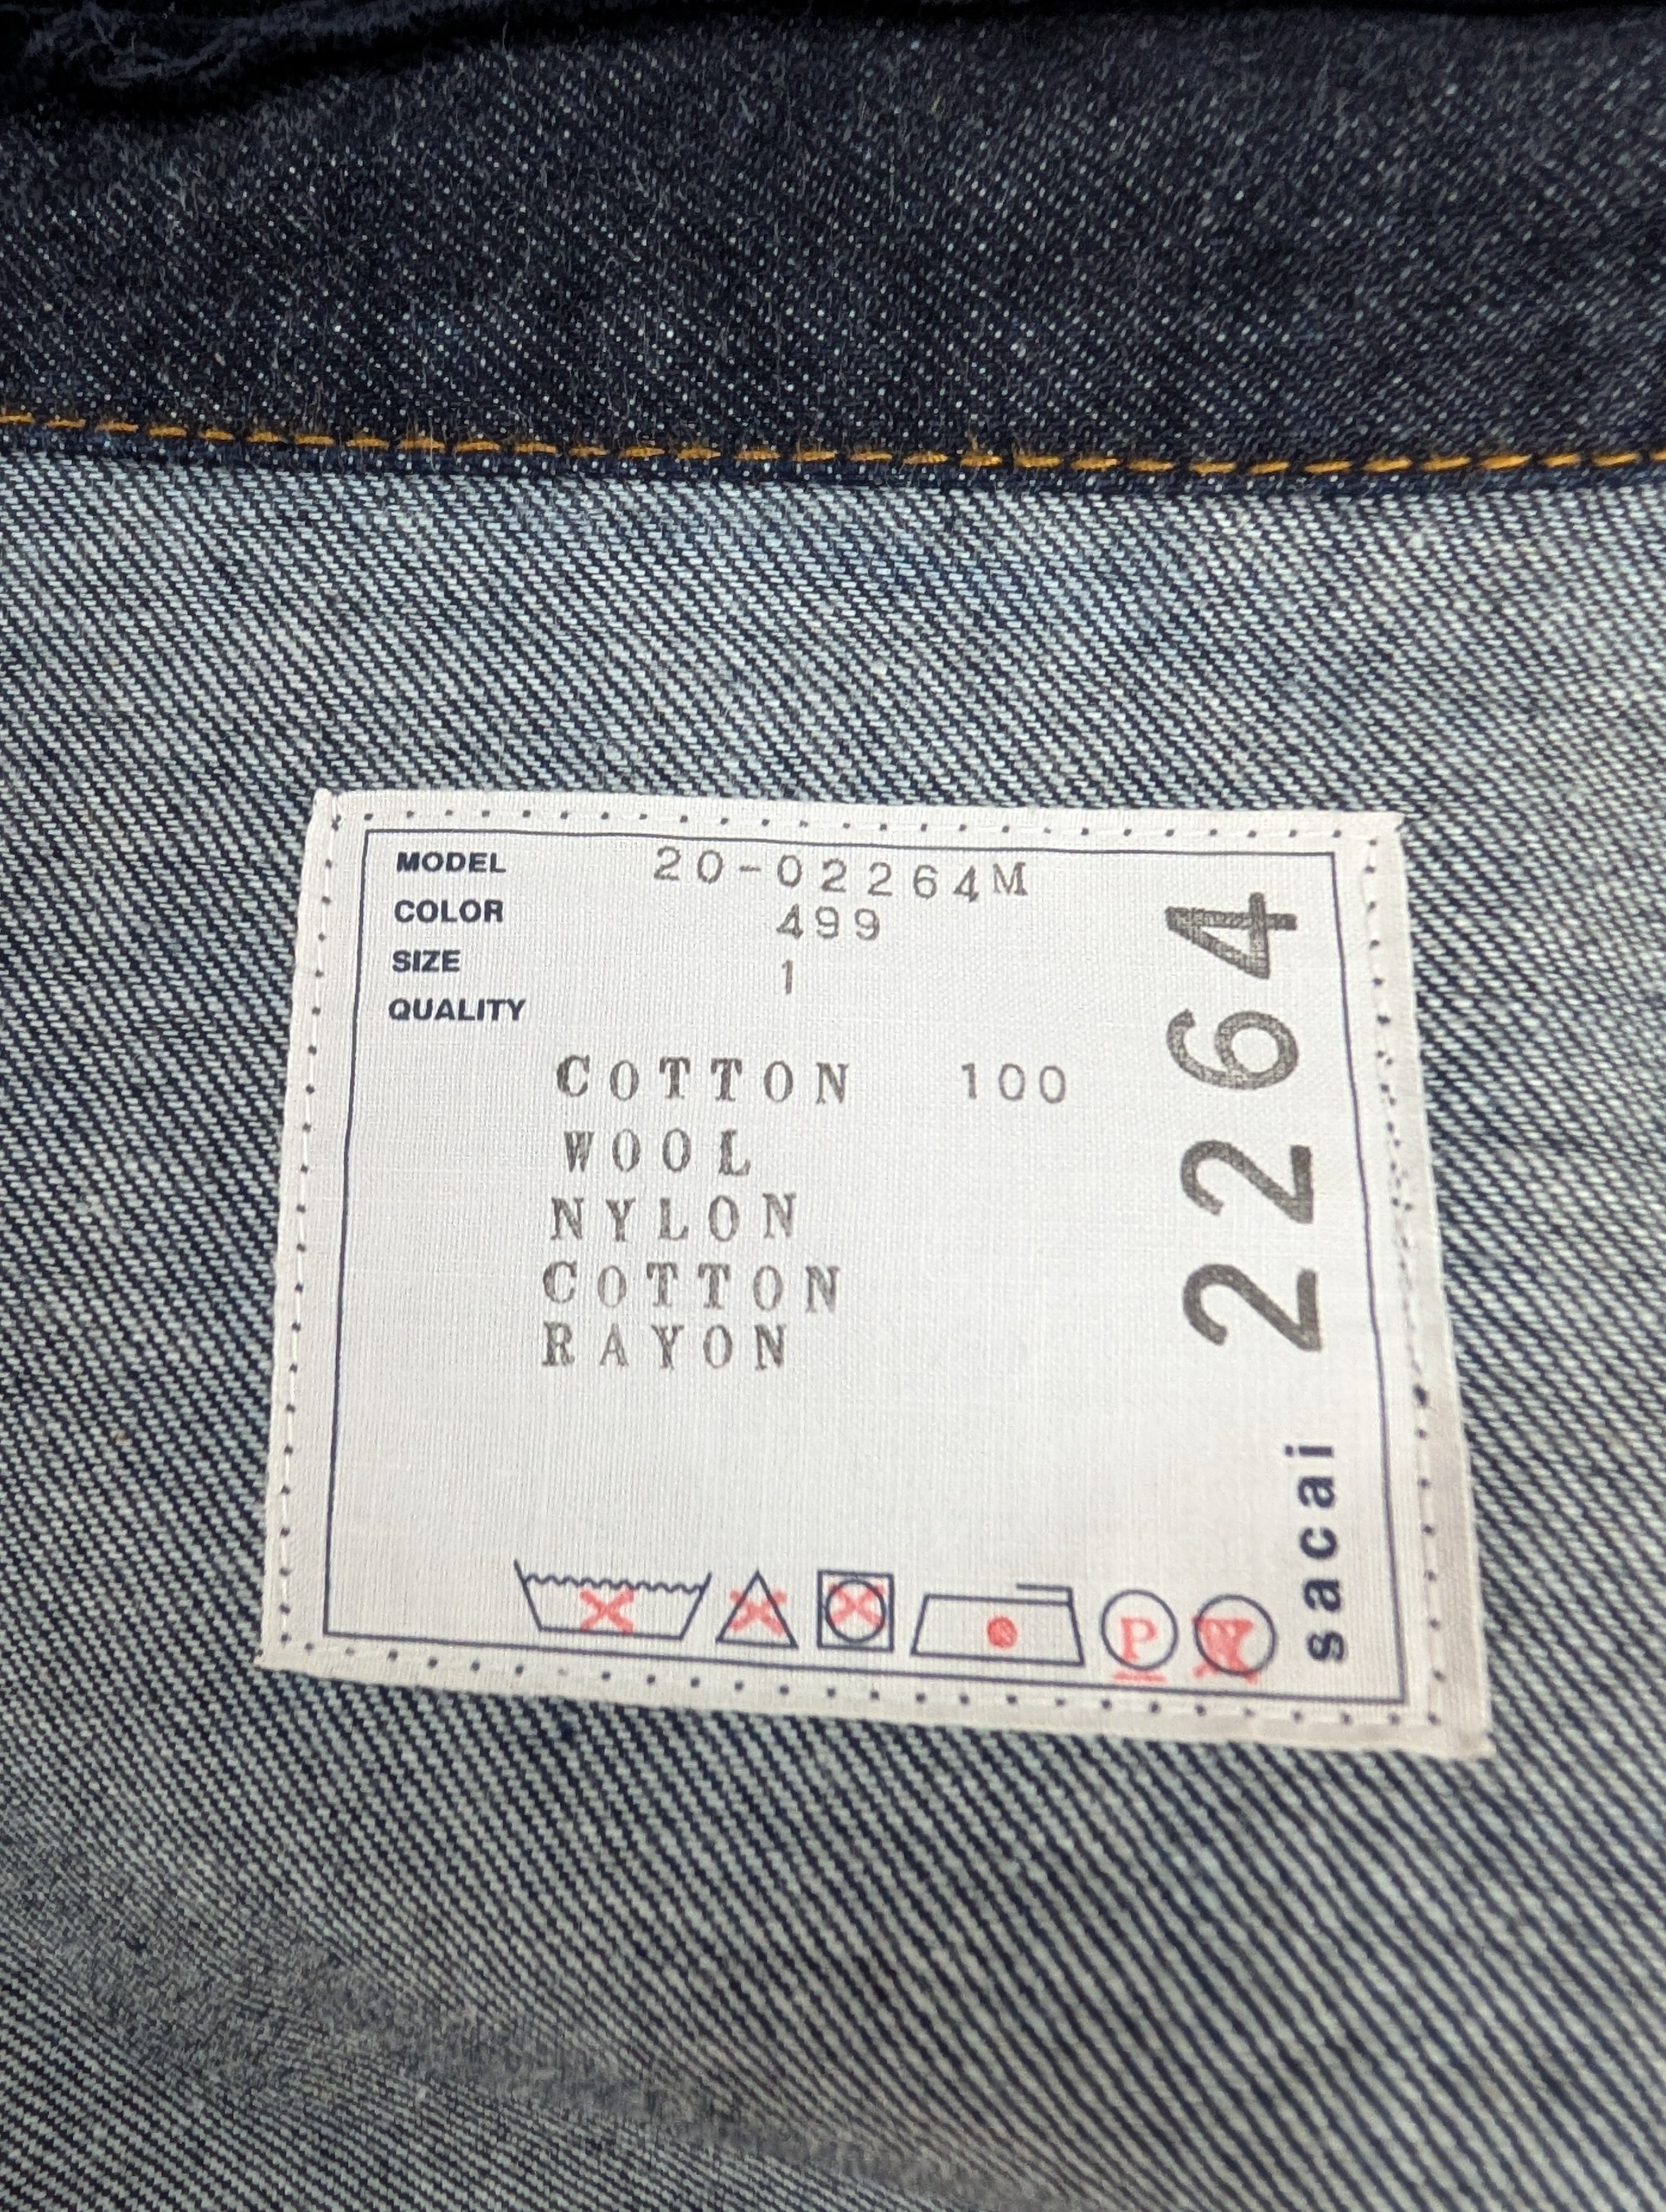 MODEL 20-02264M
COLOR 499
SIZE 1
QUALITY
COTTON 100
WOOL
NYLON
COTTON
RAYON
sacai 2264
P